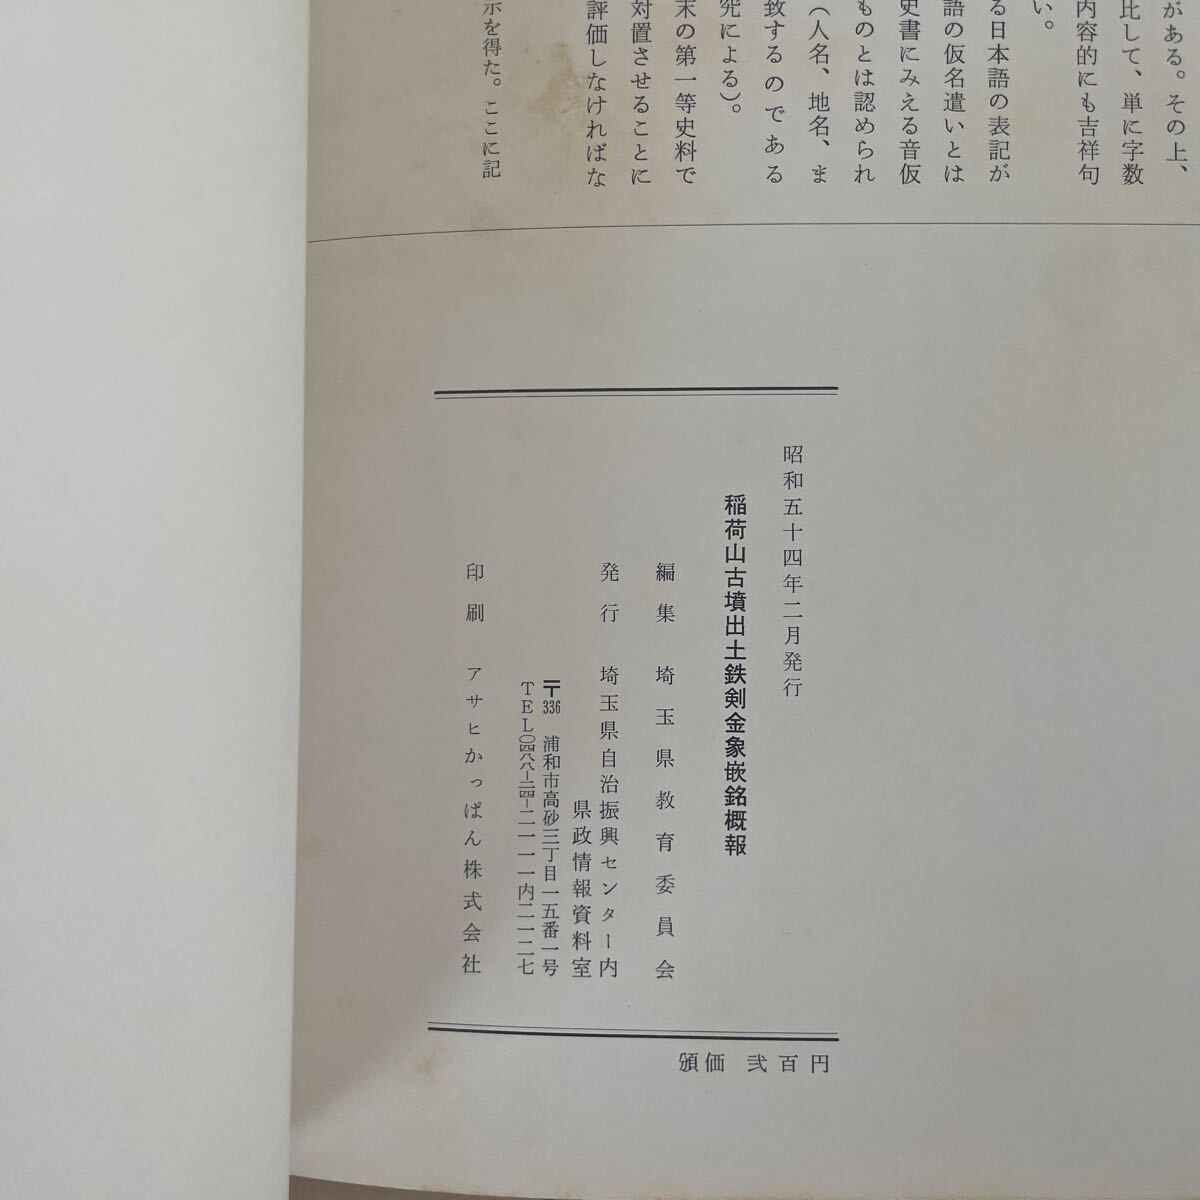 がある。その上、
比して、単に字数
内容的にも吉祥句
い。
る日本語の表記が
語の仮名遣いとは
史書にみえる音仮
ものとは認められ
（人名、地名、ま
致するのである
究による）。
末の第一等史料で
対置させることに
評価しなければな
示を得た。ここに記
昭和五十四年二月発行
稲荷山古墳出土鉄剣金象嵌銘概報
編集　埼玉県教育委員会
発行　埼玉県自治振興センター内
県政情報資料室
〒336　浦和市高砂三丁目一五番一号
TEL〇四八八－二四－二一一一内二一二七
印刷　アサヒかっぱん株式会社
頒価　弐百円